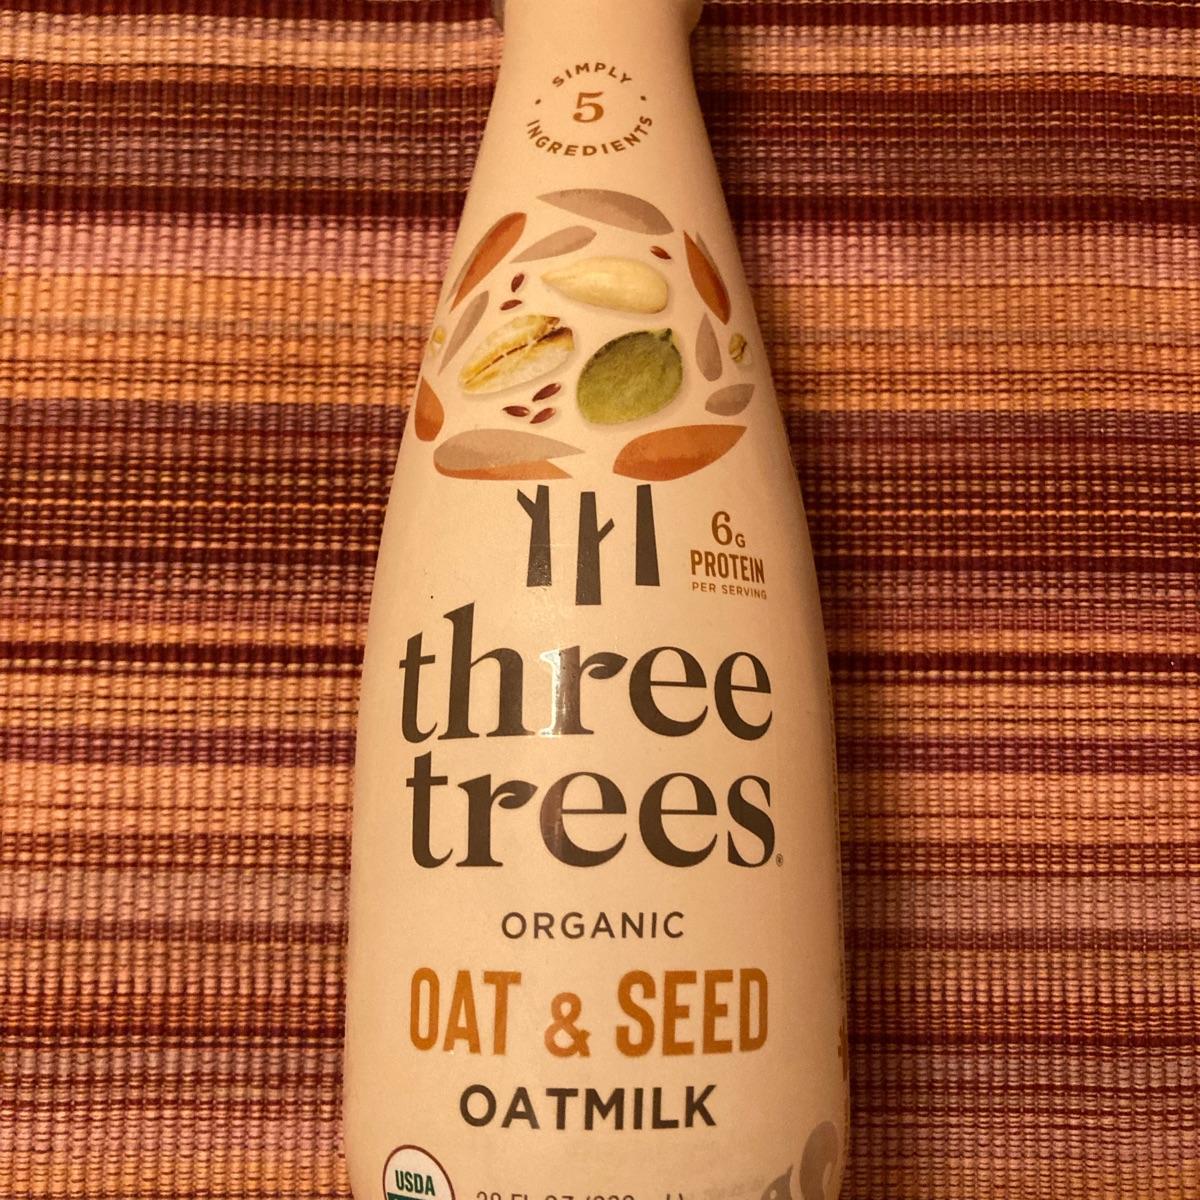 SIMPLY
5
INGREDIENTS
6G
PROTEIN
PER SERVING
three
trees®
ORGANIC
OAT & SEED
OATMILK
USDA